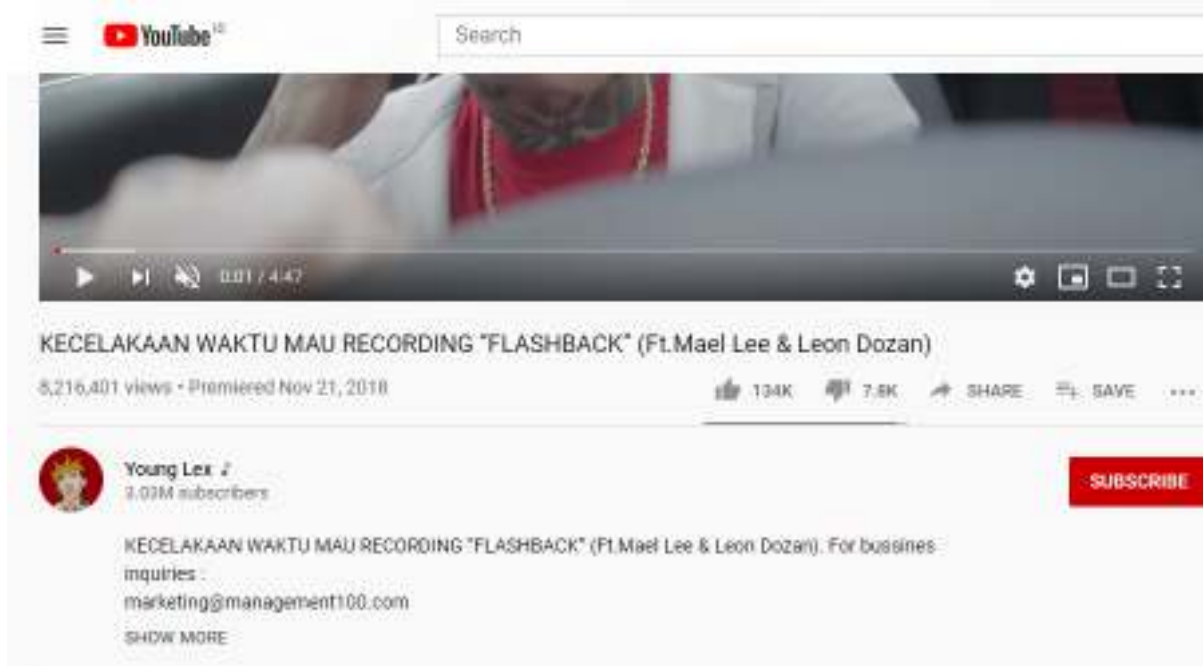 YouTube ID
Search
0:01 / 4:47
KECELAKAAN WAKTU MAU RECORDING "FLASHBACK" (Ft.Mael Lee & Leon Dozan)
8,216,401 views • Premiered Nov 21, 2018
134K 7.8K SHARE SAVE
Young Lex ♪
3.03M subscribers
SUBSCRIBE
KECELAKAAN WAKTU MAU RECORDING "FLASHBACK" (Ft.Mael Lee & Leon Dozan). For bussines
inquiries :
marketing@management100.com
SHOW MORE